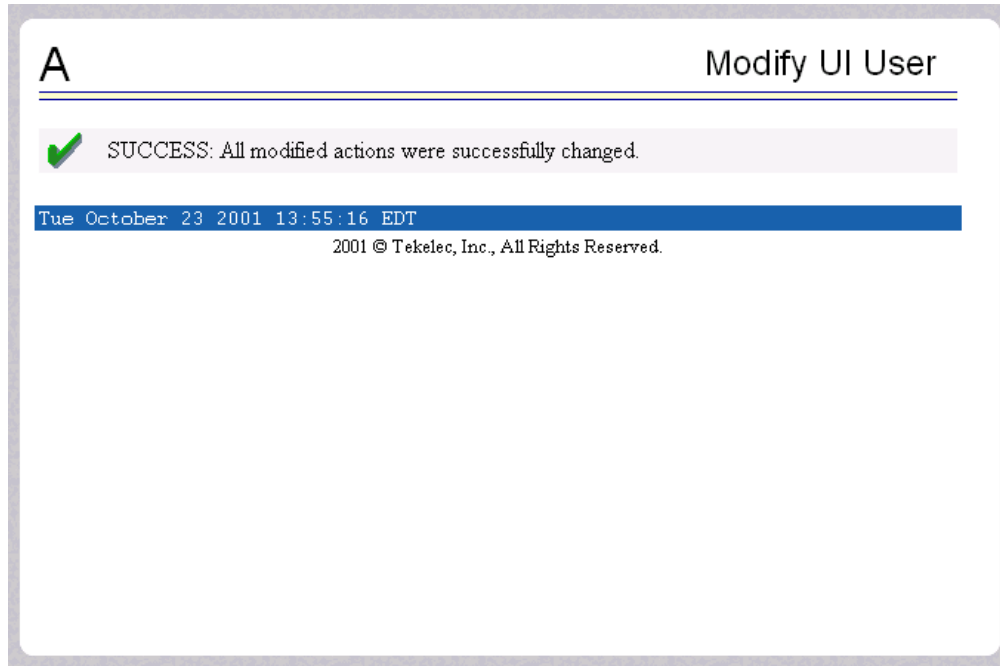 A
Modify UI User
SUCCESS: All modified actions were successfully changed.
Tue October 23 2001 13:55:16 EDT
2001 © Tekelec, Inc., All Rights Reserved.